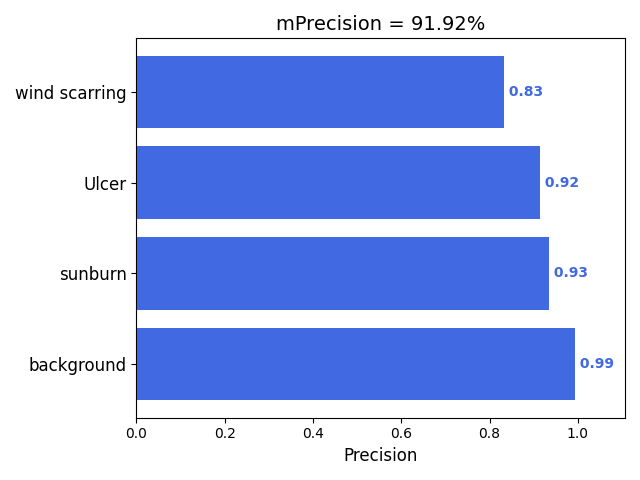 mPrecision = 91.92%
wind scarring 0.83
Ulcer 0.92
sunburn 0.93
background 0.99
0.0 0.2 0.4 0.6 0.8 1.0
Precision